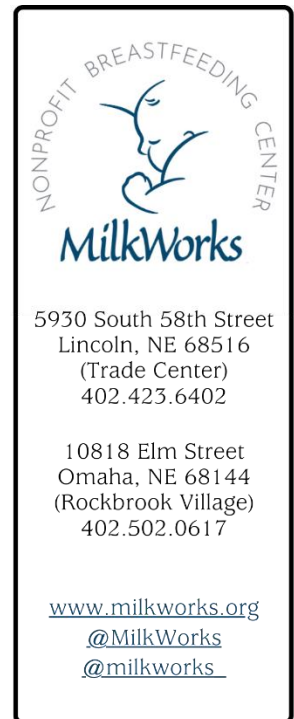 NONPROFIT BREASTFEEDING CENTER
MilkWorks
5930 South 58th Street
Lincoln, NE 68516
(Trade Center)
402.423.6402
10818 Elm Street
Omaha, NE 68144
(Rockbrook Village)
402.502.0617
www.milkworks.org
@MilkWorks
@milkworks_